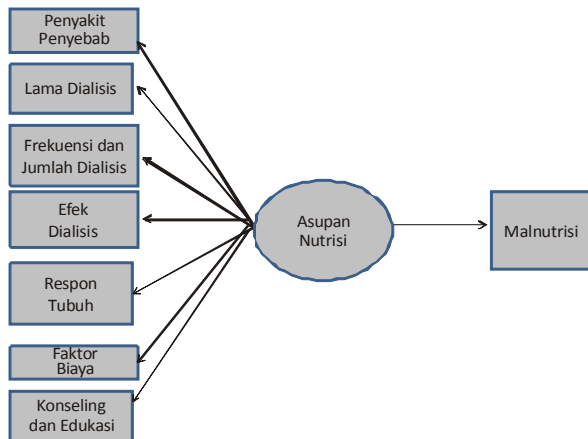 Penyakit
Penyebab
Lama Dialisis
Frekuensi dan
Jumlah Dialisis
Efek
Dialisis
Respon
Tubuh
Faktor
Biaya
Konseling
dan Edukasi
Asupan
Nutrisi
Malnutrisi